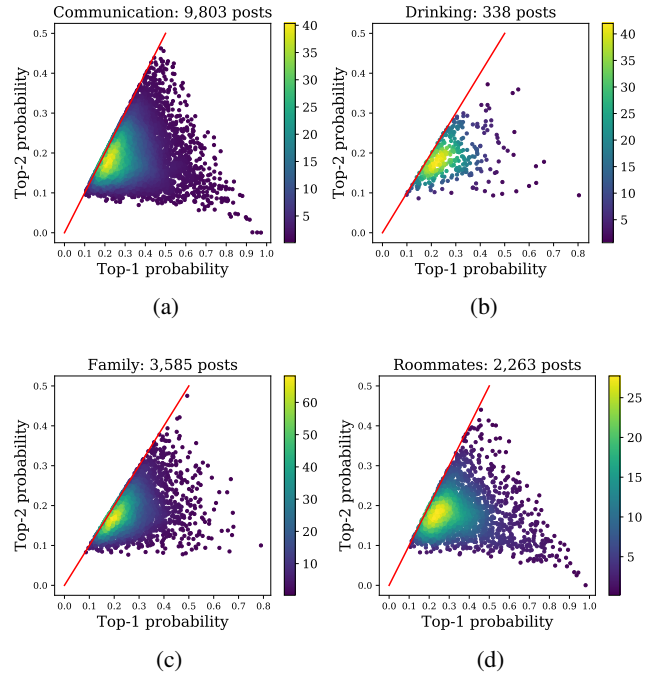 Communication: 9,803 posts
0.5
0.4
0.3
0.2
0.1
0.0
Top-2 probability
0.0 0.1 0.2 0.3 0.4 0.5 0.6 0.7 0.8 0.9 1.0
Top-1 probability
40
35
30
25
20
15
10
5
(a)
Drinking: 338 posts
0.5
0.4
0.3
0.2
0.1
0.0
Top-2 probability
0.0 0.1 0.2 0.3 0.4 0.5 0.6 0.7 0.8
Top-1 probability
40
35
30
25
20
15
10
5
(b)
Family: 3,585 posts
0.5
0.4
0.3
0.2
0.1
0.0
Top-2 probability
0.0 0.1 0.2 0.3 0.4 0.5 0.6 0.7 0.8
Top-1 probability
60
50
40
30
20
10
(c)
Roommates: 2,263 posts
0.5
0.4
0.3
0.2
0.1
0.0
Top-2 probability
0.0 0.1 0.2 0.3 0.4 0.5 0.6 0.7 0.8 0.9 1.0
Top-1 probability
25
20
15
10
5
(d)